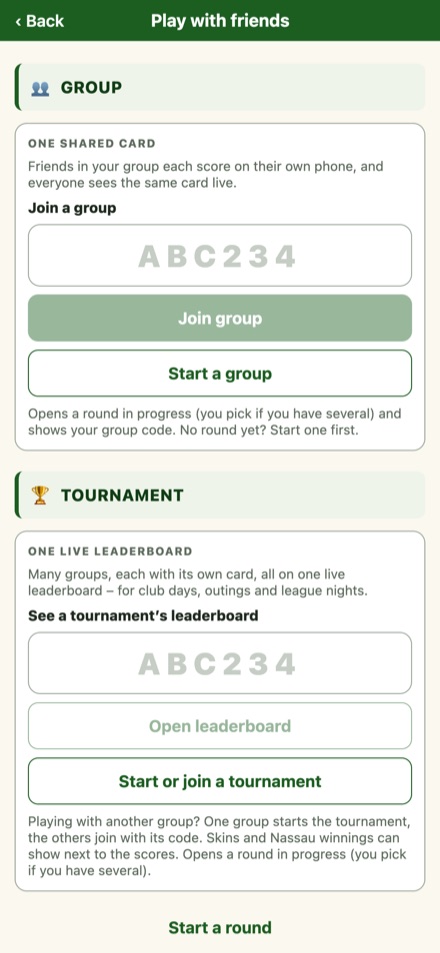 ‹ Back
Play with friends
GROUP
ONE SHARED CARD
Friends in your group each score on their own phone, and
everyone sees the same card live.
Join a group
ABC234
Join group
Start a group
Opens a round in progress (you pick if you have several) and
shows your group code. No round yet? Start one first.
TOURNAMENT
ONE LIVE LEADERBOARD
Many groups, each with its own card, all on one live
leaderboard – for club days, outings and league nights.
See a tournament’s leaderboard
ABC234
Open leaderboard
Start or join a tournament
Playing with another group? One group starts the tournament,
the others join with its code. Skins and Nassau winnings can
show next to the scores. Opens a round in progress (you pick
if you have several).
Start a round